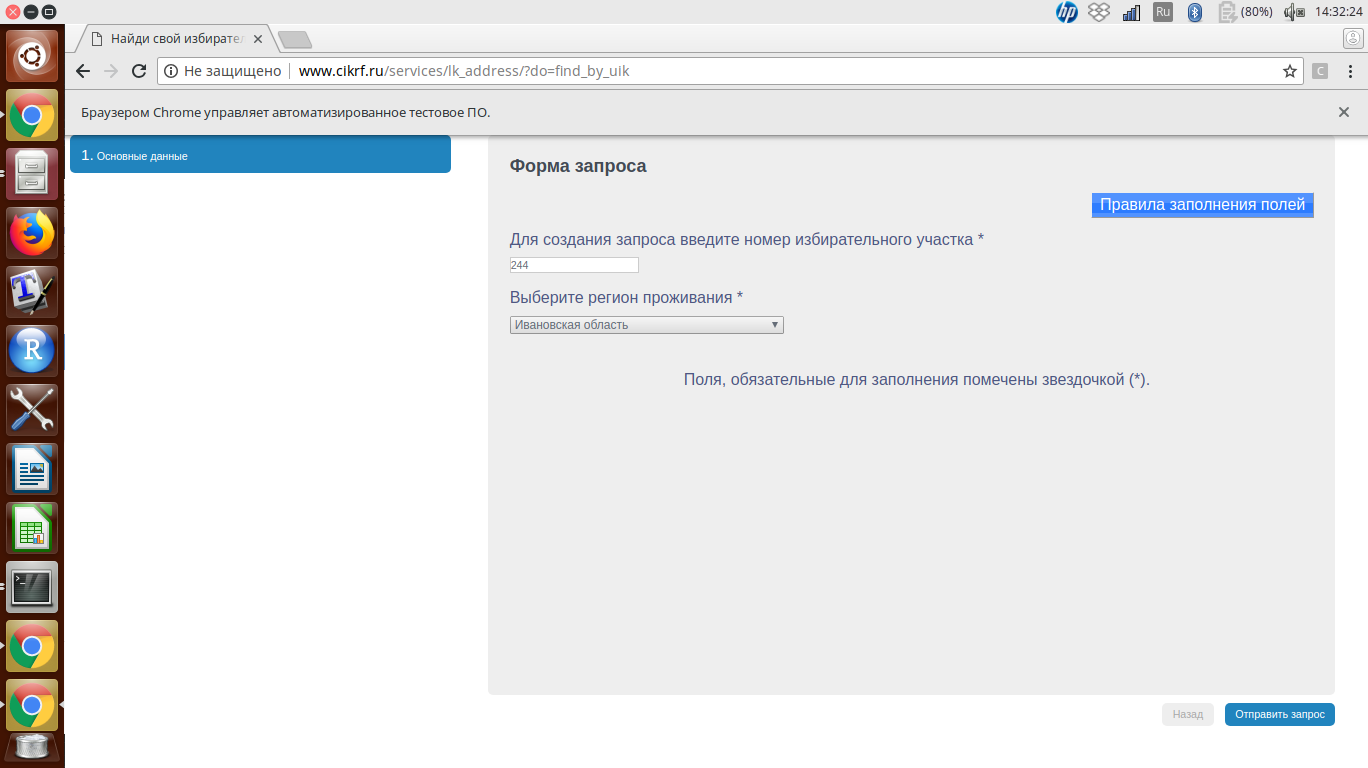 Ru
(80%)
14:32:24
Найди свой избирател
Не защищено
www.cikrf.ru/services/lk_address/?do=find_by_uik
C
Браузером Chrome управляет автоматизированное тестовое ПО.
1. Основные данные
Форма запроса
Правила заполнения полей
Для создания запроса введите номер избирательного участка *
244
Выберите регион проживания *
Ивановская область
Поля, обязательные для заполнения помечены звездочкой (*).
Назад
Отправить запрос